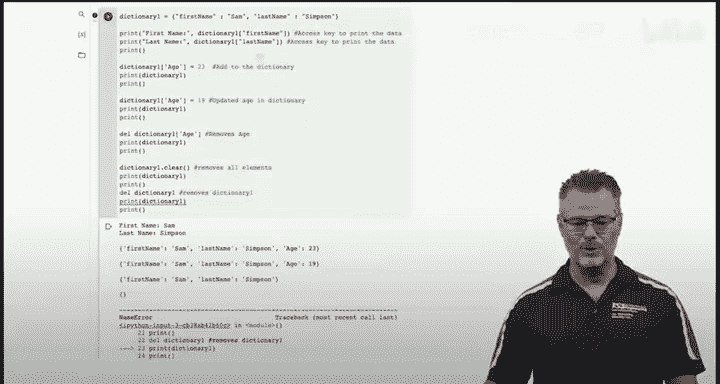 dictionary1 = {"firstName" : "Sam", "lastName" : "Simpson"}
print("First Name:", dictionary1["firstName"]) #Access key to print the data
print("Last Name:", dictionary1["lastName"]) #Access key to print the data
print()
dictionary1['Age'] = 23 #Add to the dictionary
print(dictionary1)
print()
dictionary1['Age'] = 19 #Updated age in dictionary
print(dictionary1)
print()
del dictionary1['Age'] #Removes Age
print(dictionary1)
print()
dictionary1.clear() #removes all elements
print(dictionary1)
print()
del dictionary1 #removes dictionary1
print(dictionary1)
print()
First Name: Sam
Last Name: Simpson
{'firstName': 'Sam', 'lastName': 'Simpson', 'Age': 23}
{'firstName': 'Sam', 'lastName': 'Simpson', 'Age': 19}
{'firstName': 'Sam', 'lastName': 'Simpson'}
{}
NameError Traceback (most recent call last)
in <module>()
21 print()
22 del dictionary1 #removes dictionary1
---> 23 print(dictionary1)
24 print()